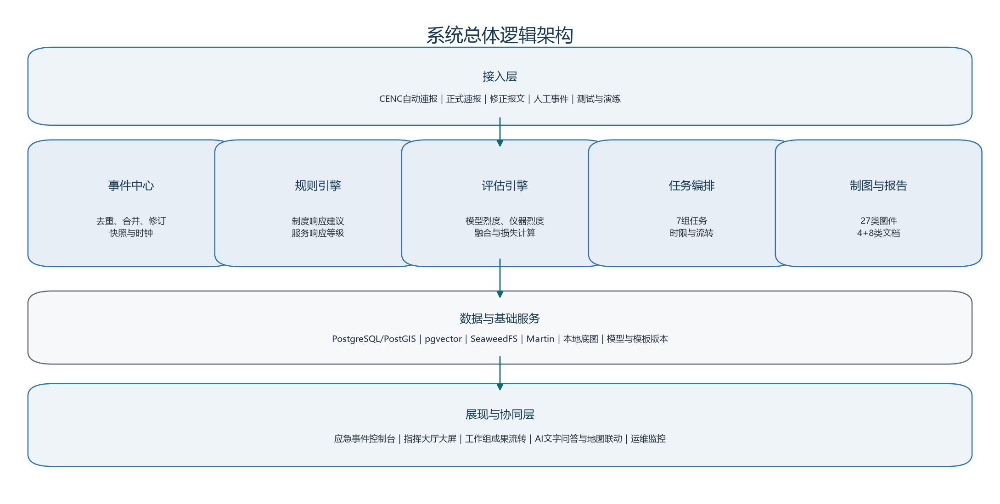 系统总体逻辑架构
接入层
CENC自动速报 | 正式速报 | 修正报文 | 人工事件 | 测试与演练
事件中心
去重、合并、修订
快照与时钟
规则引擎
制度响应建议
服务响应等级
评估引擎
模型烈度、仪器烈度
融合与损失计算
任务编排
7组任务
时限与流转
制图与报告
27类图件
4+8类文档
数据与基础服务
PostgreSQL/PostGIS | pgvector | SeaweedFS | Martin | 本地底图 | 模型与模板版本
展现与协同层
应急事件控制台 | 指挥大厅大屏 | 工作组成果流转 | AI文字问答与地图联动 | 运维监控